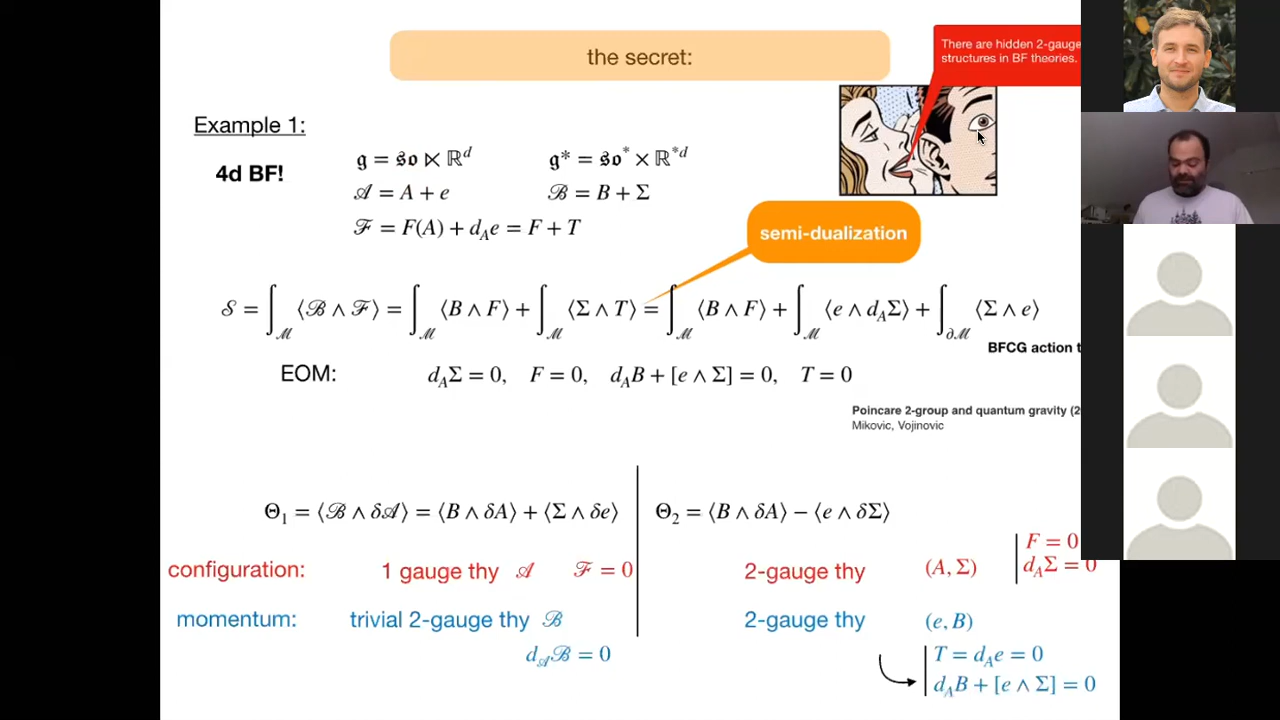 the secret:
There are hidden 2-gauge
structures in BF theories.
Example 1:
4d BF!
𝔤 = 𝔰𝔬 ⋉ ℝ^d
𝔤* = 𝔰𝔬* × ℝ*^d
𝒜 = A + e
ℬ = B + Σ
ℱ = F(A) + d_A e = F + T
semi-dualization
𝒮 = ∫_ℳ ⟨ℬ ∧ ℱ⟩ = ∫_ℳ ⟨B ∧ F⟩ + ∫_ℳ ⟨Σ ∧ T⟩ = ∫_ℳ ⟨B ∧ F⟩ + ∫_ℳ ⟨e ∧ d_A Σ⟩ + ∫_∂ℳ ⟨Σ ∧ e⟩
BFCG action t
EOM: d_A Σ = 0, F = 0, d_A B + [e ∧ Σ] = 0, T = 0
Poincare 2-group and quantum gravity (2
Mikovic, Vojinovic
Θ₁ = ⟨ℬ ∧ δ𝒜⟩ = ⟨B ∧ δA⟩ + ⟨Σ ∧ δe⟩
Θ₂ = ⟨B ∧ δA⟩ − ⟨e ∧ δΣ⟩
configuration: 1 gauge thy 𝒜 ℱ = 0
2-gauge thy (A, Σ)
F = 0
d_A Σ = 0
momentum: trivial 2-gauge thy ℬ
d_𝒜 ℬ = 0
2-gauge thy (e, B)
T = d_A e = 0
d_A B + [e ∧ Σ] = 0